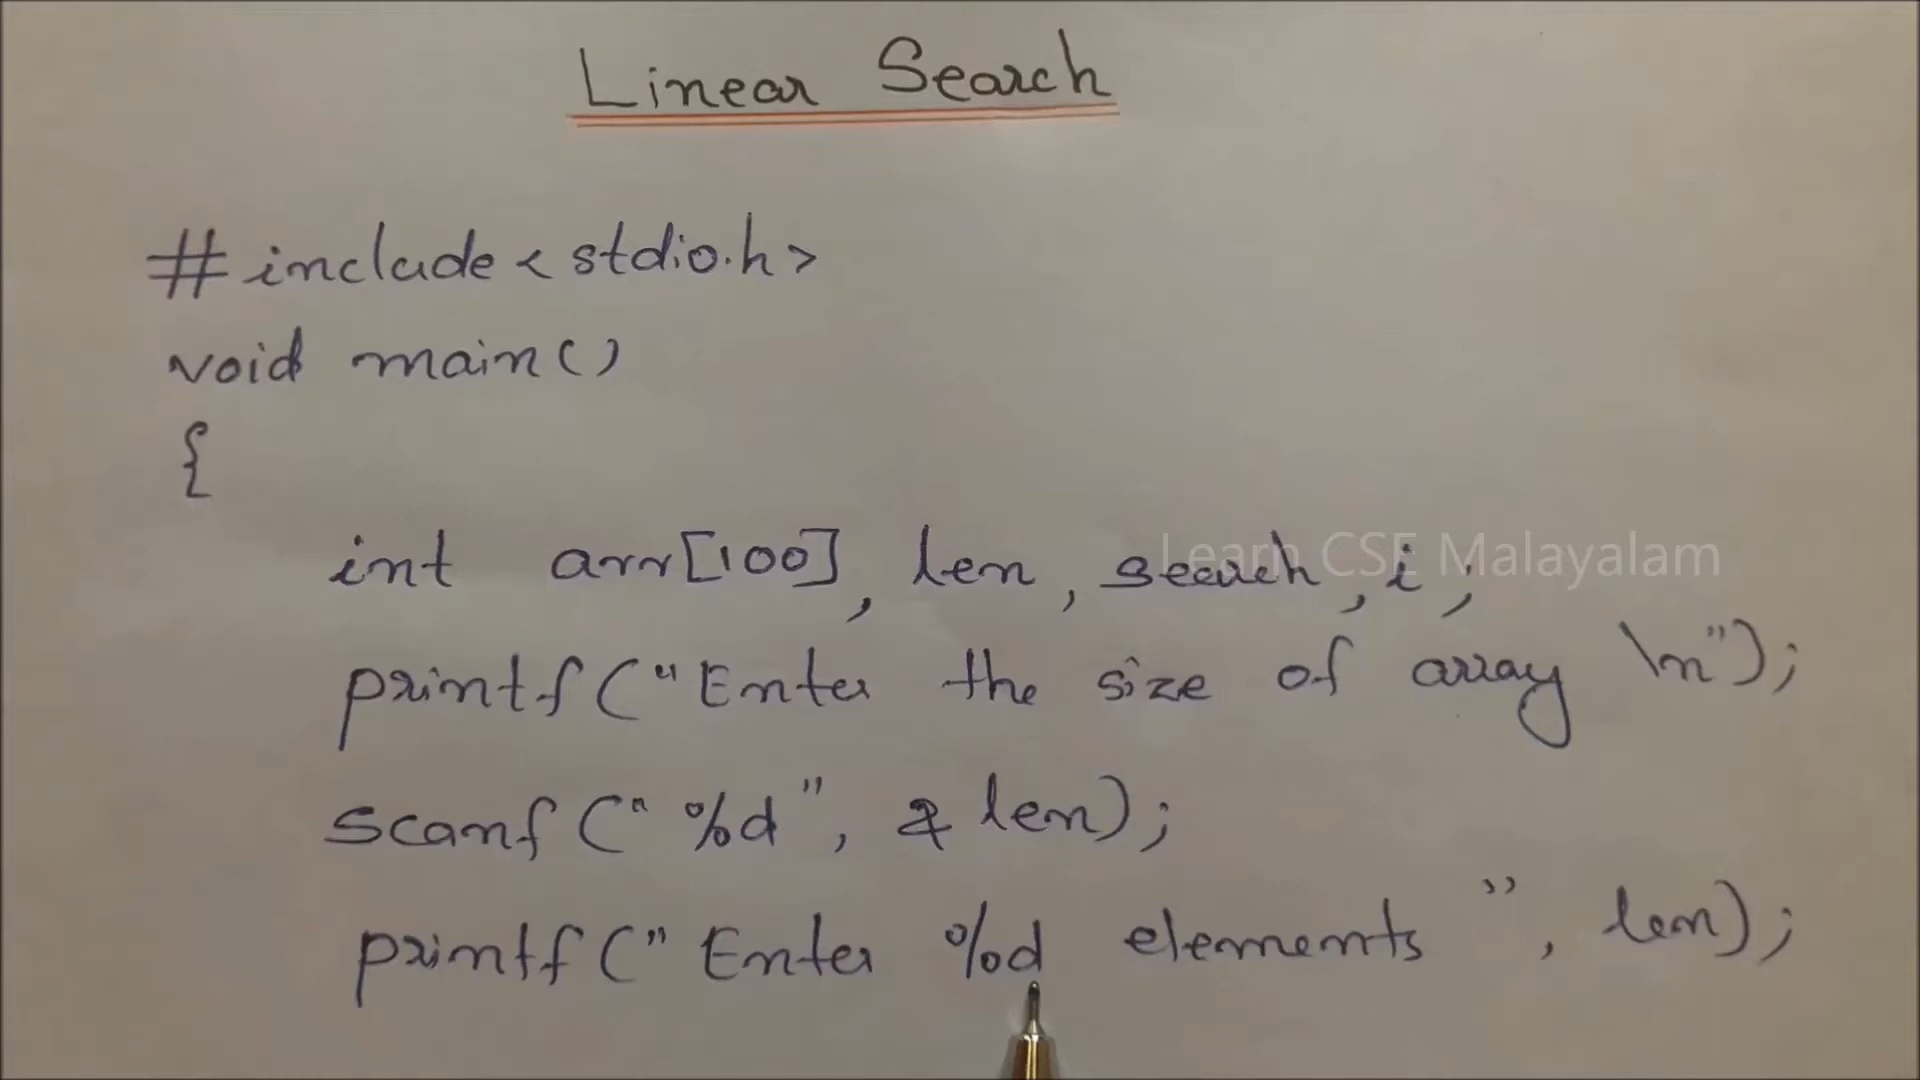 Linear Search
#include<stdio.h>
void main()
{
int arr[100], len, search, i;
Learn CSE Malayalam
printf("Enter the size of array \n");
scanf("%d", &len);
printf("Enter %d elements ", len);